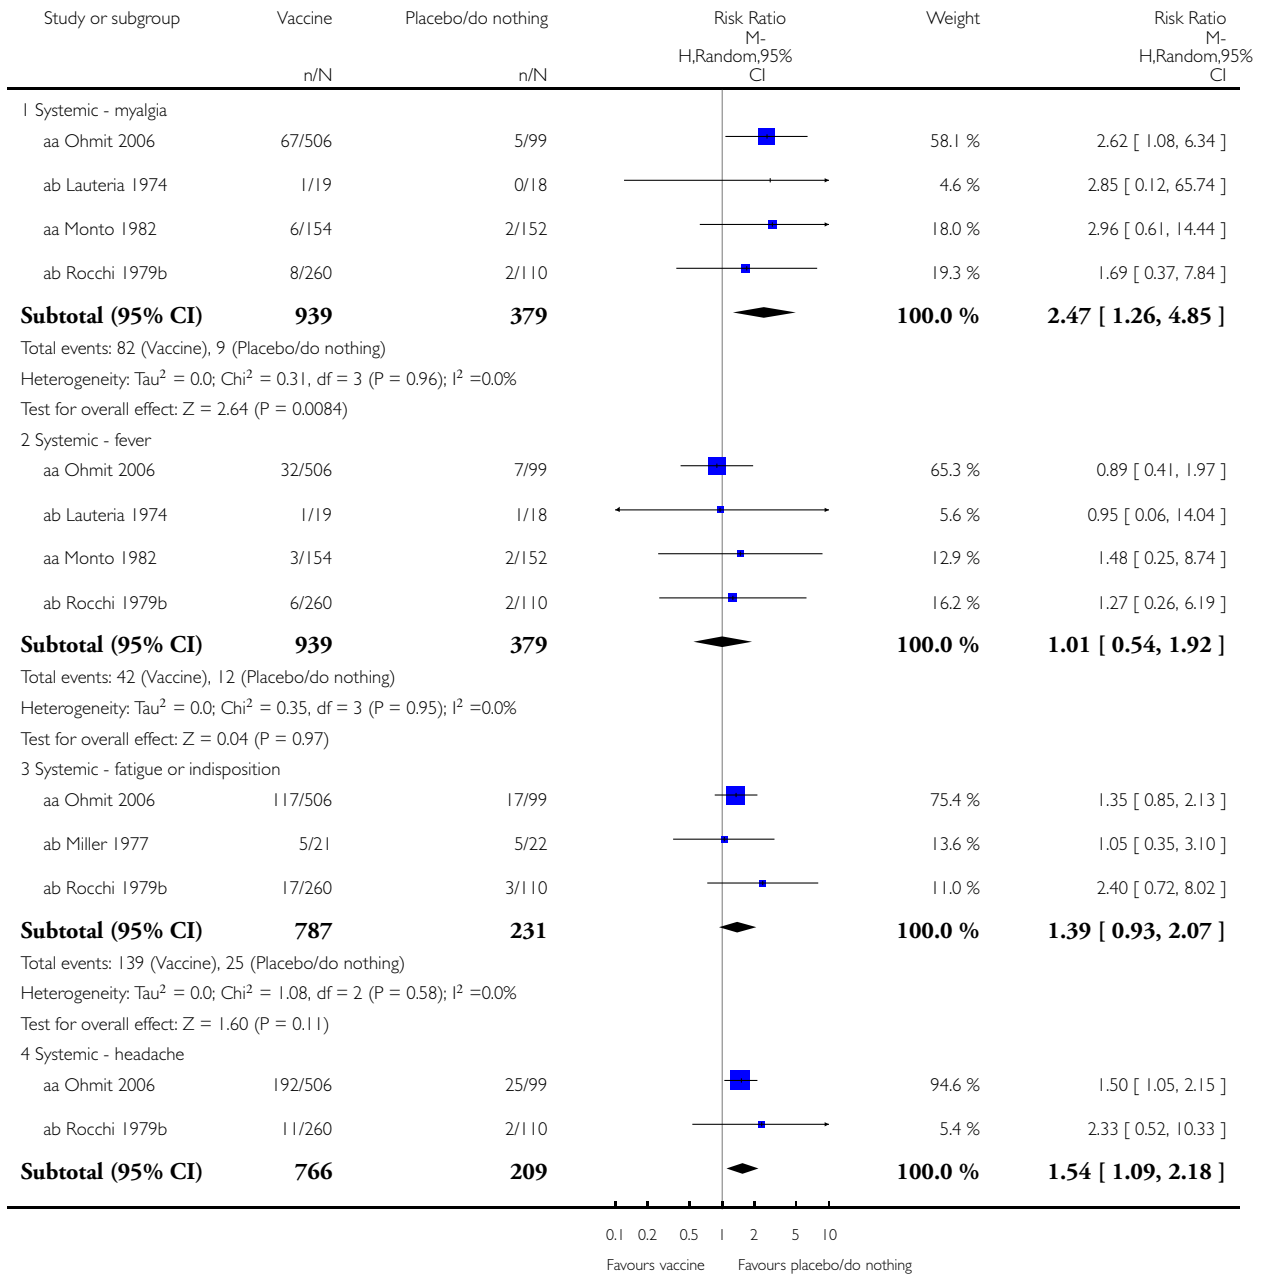 Study or subgroup Vaccine Placebo/do nothing Risk Ratio Weight Risk Ratio
M- M-
H,Random,95% H,Random,95%
n/N n/N CI CI
1 Systemic - myalgia
aa Ohmit 2006 67/506 5/99 58.1 % 2.62 [ 1.08, 6.34 ]
ab Lauteria 1974 1/19 0/18 4.6 % 2.85 [ 0.12, 65.74 ]
aa Monto 1982 6/154 2/152 18.0 % 2.96 [ 0.61, 14.44 ]
ab Rocchi 1979b 8/260 2/110 19.3 % 1.69 [ 0.37, 7.84 ]
Subtotal (95% CI) 939 379 100.0 % 2.47 [ 1.26, 4.85 ]
Total events: 82 (Vaccine), 9 (Placebo/do nothing)
Heterogeneity: Tau² = 0.0; Chi² = 0.31, df = 3 (P = 0.96); I² =0.0%
Test for overall effect: Z = 2.64 (P = 0.0084)
2 Systemic - fever
aa Ohmit 2006 32/506 7/99 65.3 % 0.89 [ 0.41, 1.97 ]
ab Lauteria 1974 1/19 1/18 5.6 % 0.95 [ 0.06, 14.04 ]
aa Monto 1982 3/154 2/152 12.9 % 1.48 [ 0.25, 8.74 ]
ab Rocchi 1979b 6/260 2/110 16.2 % 1.27 [ 0.26, 6.19 ]
Subtotal (95% CI) 939 379 100.0 % 1.01 [ 0.54, 1.92 ]
Total events: 42 (Vaccine), 12 (Placebo/do nothing)
Heterogeneity: Tau² = 0.0; Chi² = 0.35, df = 3 (P = 0.95); I² =0.0%
Test for overall effect: Z = 0.04 (P = 0.97)
3 Systemic - fatigue or indisposition
aa Ohmit 2006 117/506 17/99 75.4 % 1.35 [ 0.85, 2.13 ]
ab Miller 1977 5/21 5/22 13.6 % 1.05 [ 0.35, 3.10 ]
ab Rocchi 1979b 17/260 3/110 11.0 % 2.40 [ 0.72, 8.02 ]
Subtotal (95% CI) 787 231 100.0 % 1.39 [ 0.93, 2.07 ]
Total events: 139 (Vaccine), 25 (Placebo/do nothing)
Heterogeneity: Tau² = 0.0; Chi² = 1.08, df = 2 (P = 0.58); I² =0.0%
Test for overall effect: Z = 1.60 (P = 0.11)
4 Systemic - headache
aa Ohmit 2006 192/506 25/99 94.6 % 1.50 [ 1.05, 2.15 ]
ab Rocchi 1979b 11/260 2/110 5.4 % 2.33 [ 0.52, 10.33 ]
Subtotal (95% CI) 766 209 100.0 % 1.54 [ 1.09, 2.18 ]
0.1 0.2 0.5 1 2 5 10
Favours vaccine Favours placebo/do nothing